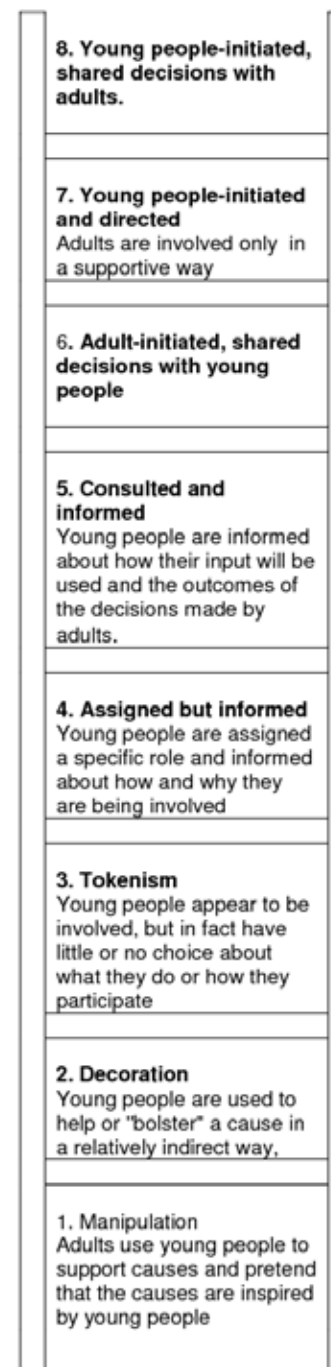 8. Young people-initiated,
shared decisions with
adults.
7. Young people-initiated
and directed
Adults are involved only in
a supportive way
6. Adult-initiated, shared
decisions with young
people
5. Consulted and
informed
Young people are informed
about how their input will be
used and the outcomes of
the decisions made by
adults.
4. Assigned but informed
Young people are assigned
a specific role and informed
about how and why they
are being involved
3. Tokenism
Young people appear to be
involved, but in fact have
little or no choice about
what they do or how they
participate
2. Decoration
Young people are used to
help or "bolster" a cause in
a relatively indirect way,
1. Manipulation
Adults use young people to
support causes and pretend
that the causes are inspired
by young people